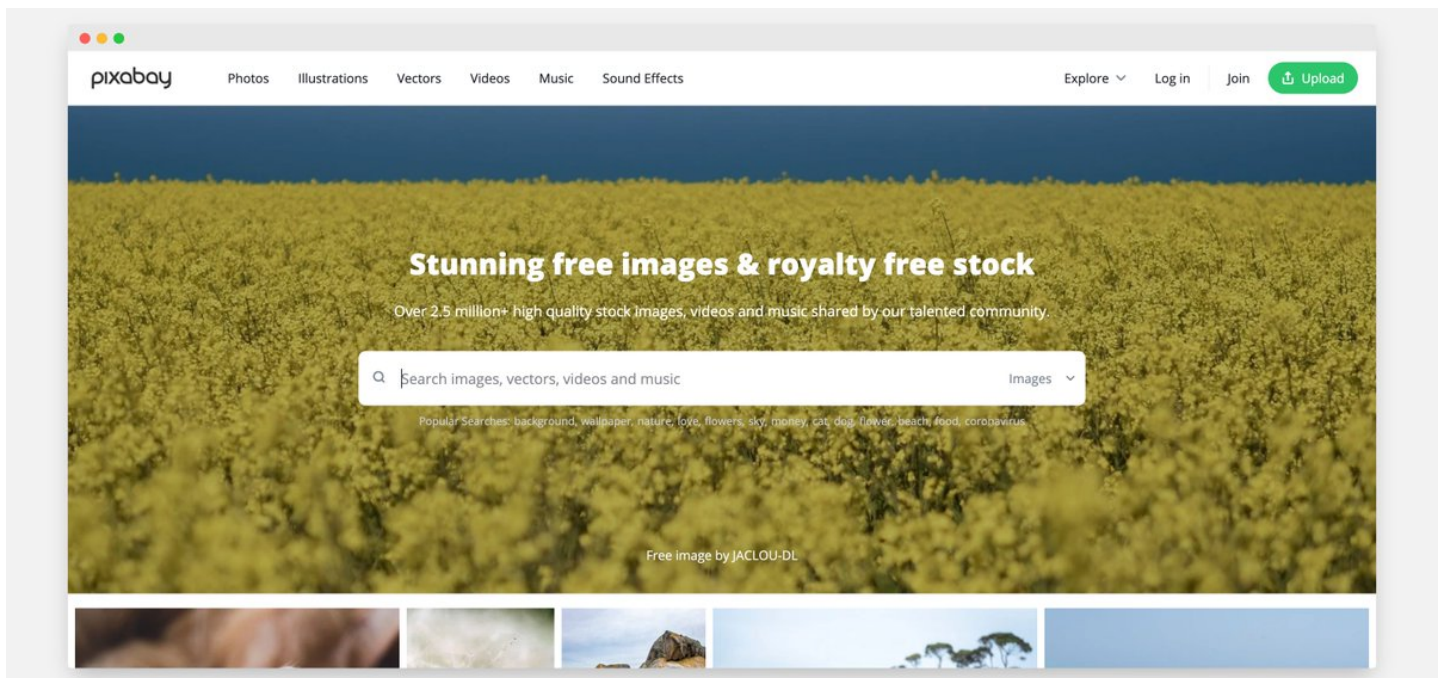 pixabay Photos Illustrations Vectors Videos Music Sound Effects Explore Log in Join Upload
Stunning free images & royalty free stock
Over 2.5 million+ high quality stock images, videos and music shared by our talented community.
Search images, vectors, videos and music Images
Popular Searches: background, wallpaper, nature, love, flowers, sky, money, cat, dog, flower, beach, food, coronavirus
Free image by JACLOU-DL